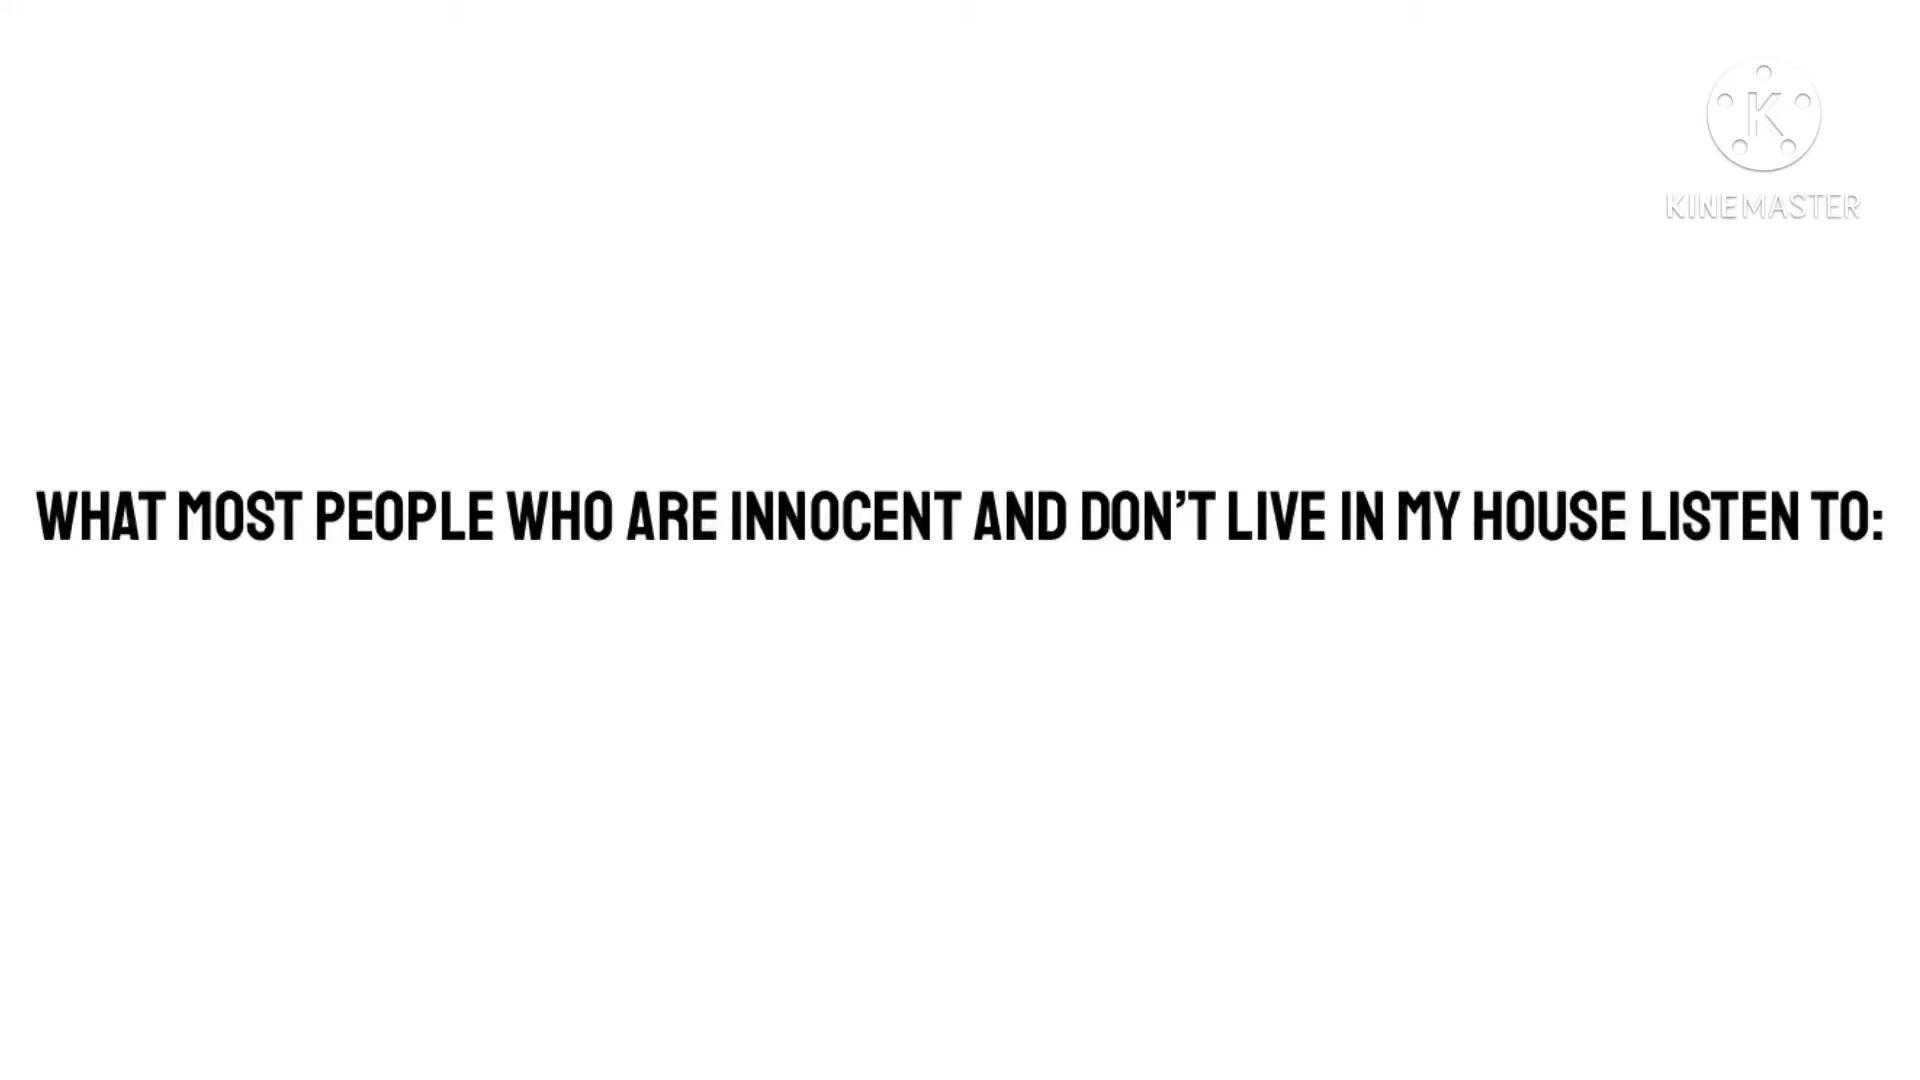 K
KINEMASTER
WHAT MOST PEOPLE WHO ARE INNOCENT AND DON’T LIVE IN MY HOUSE LISTEN TO: